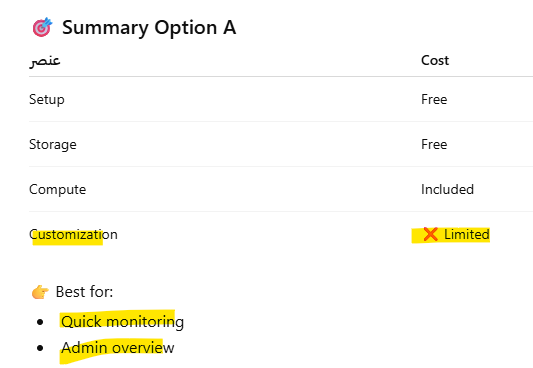 🎯 Summary Option A
عنصر Cost
Setup Free
Storage Free
Compute Included
Customization ❌ Limited
👉 Best for:
• Quick monitoring
• Admin overview